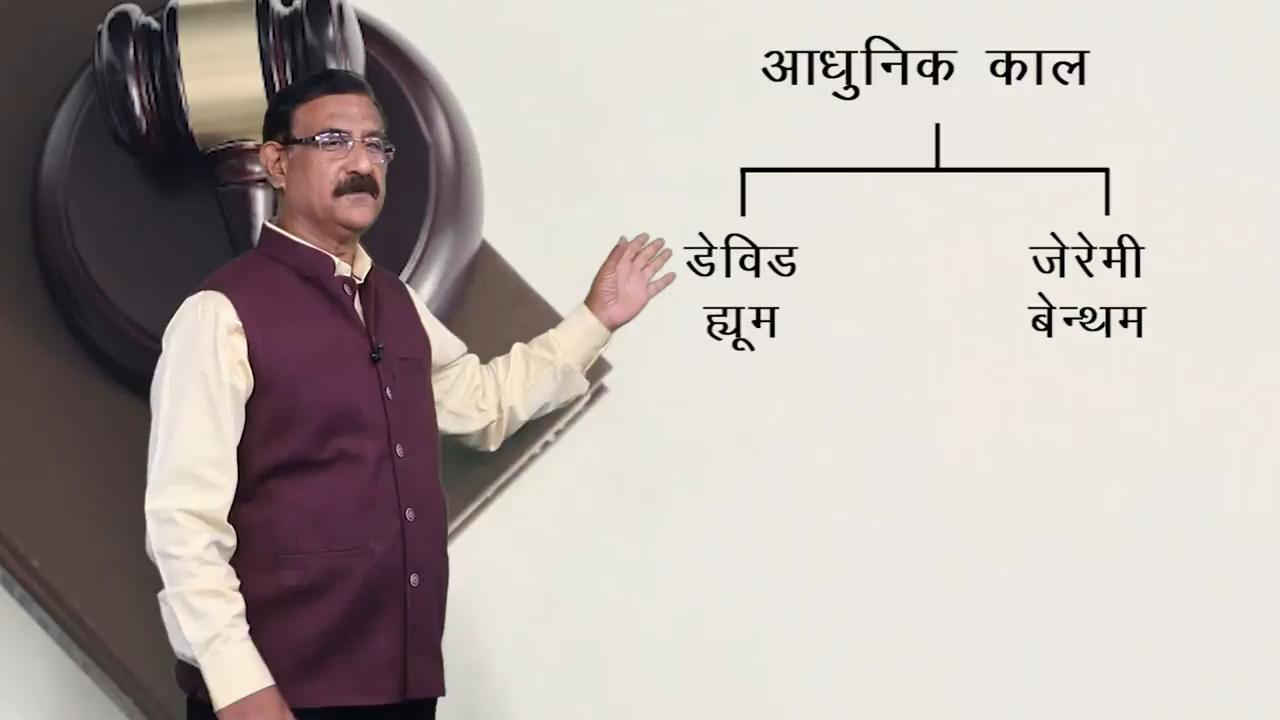 आधुनिक काल
डेविड
ह्यूम
जेरेमी
बेन्थम